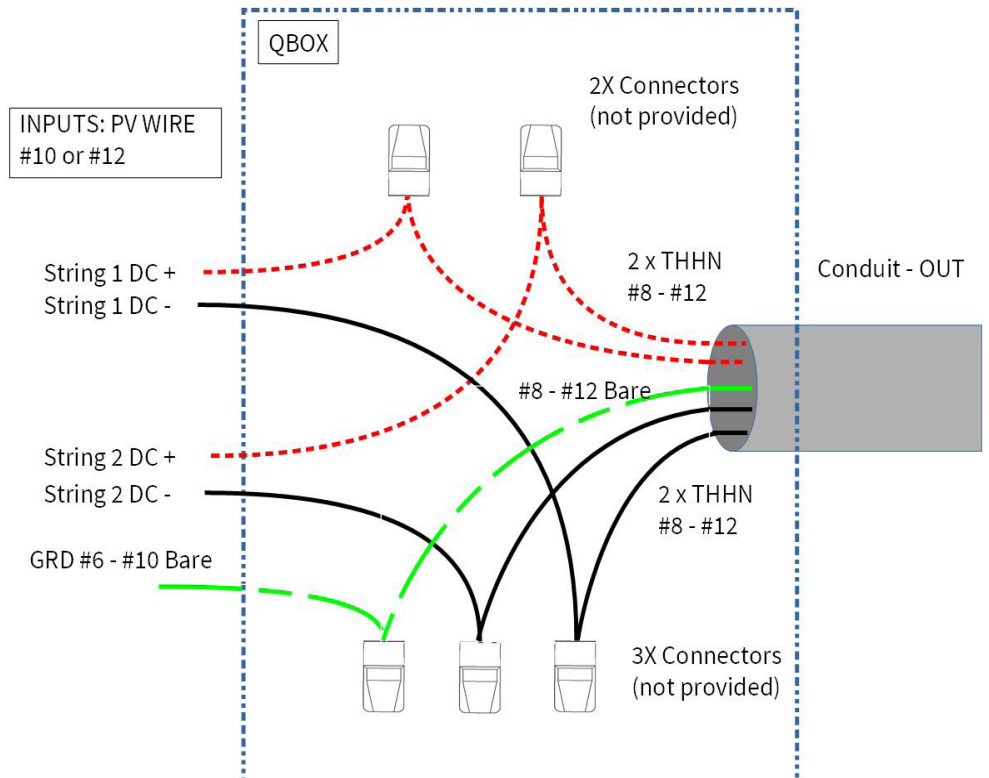 QBOX
INPUTS: PV WIRE
#10 or #12
2X Connectors
(not provided)
String 1 DC +
String 1 DC -
2 x THHN
#8 - #12
Conduit - OUT
#8 - #12 Bare
String 2 DC +
String 2 DC -
2 x THHN
#8 - #12
GRD #6 - #10 Bare
3X Connectors
(not provided)